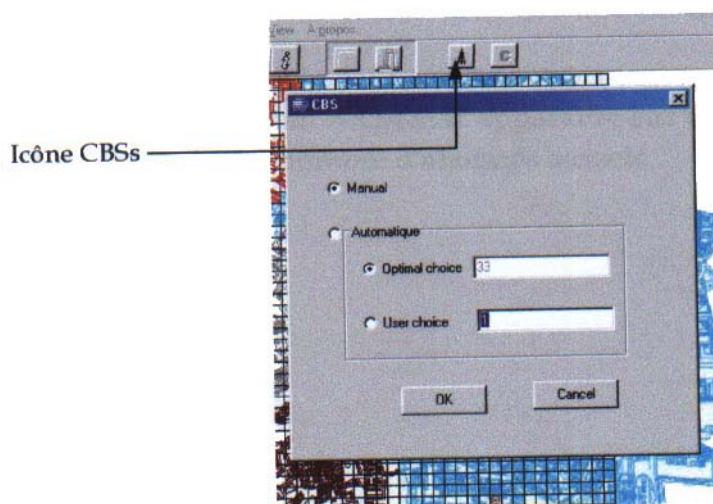 View A propos
C
CBS
Icône CBSs
Manual
Automatique
Optimal choice 33
User choice 1
OK Cancel